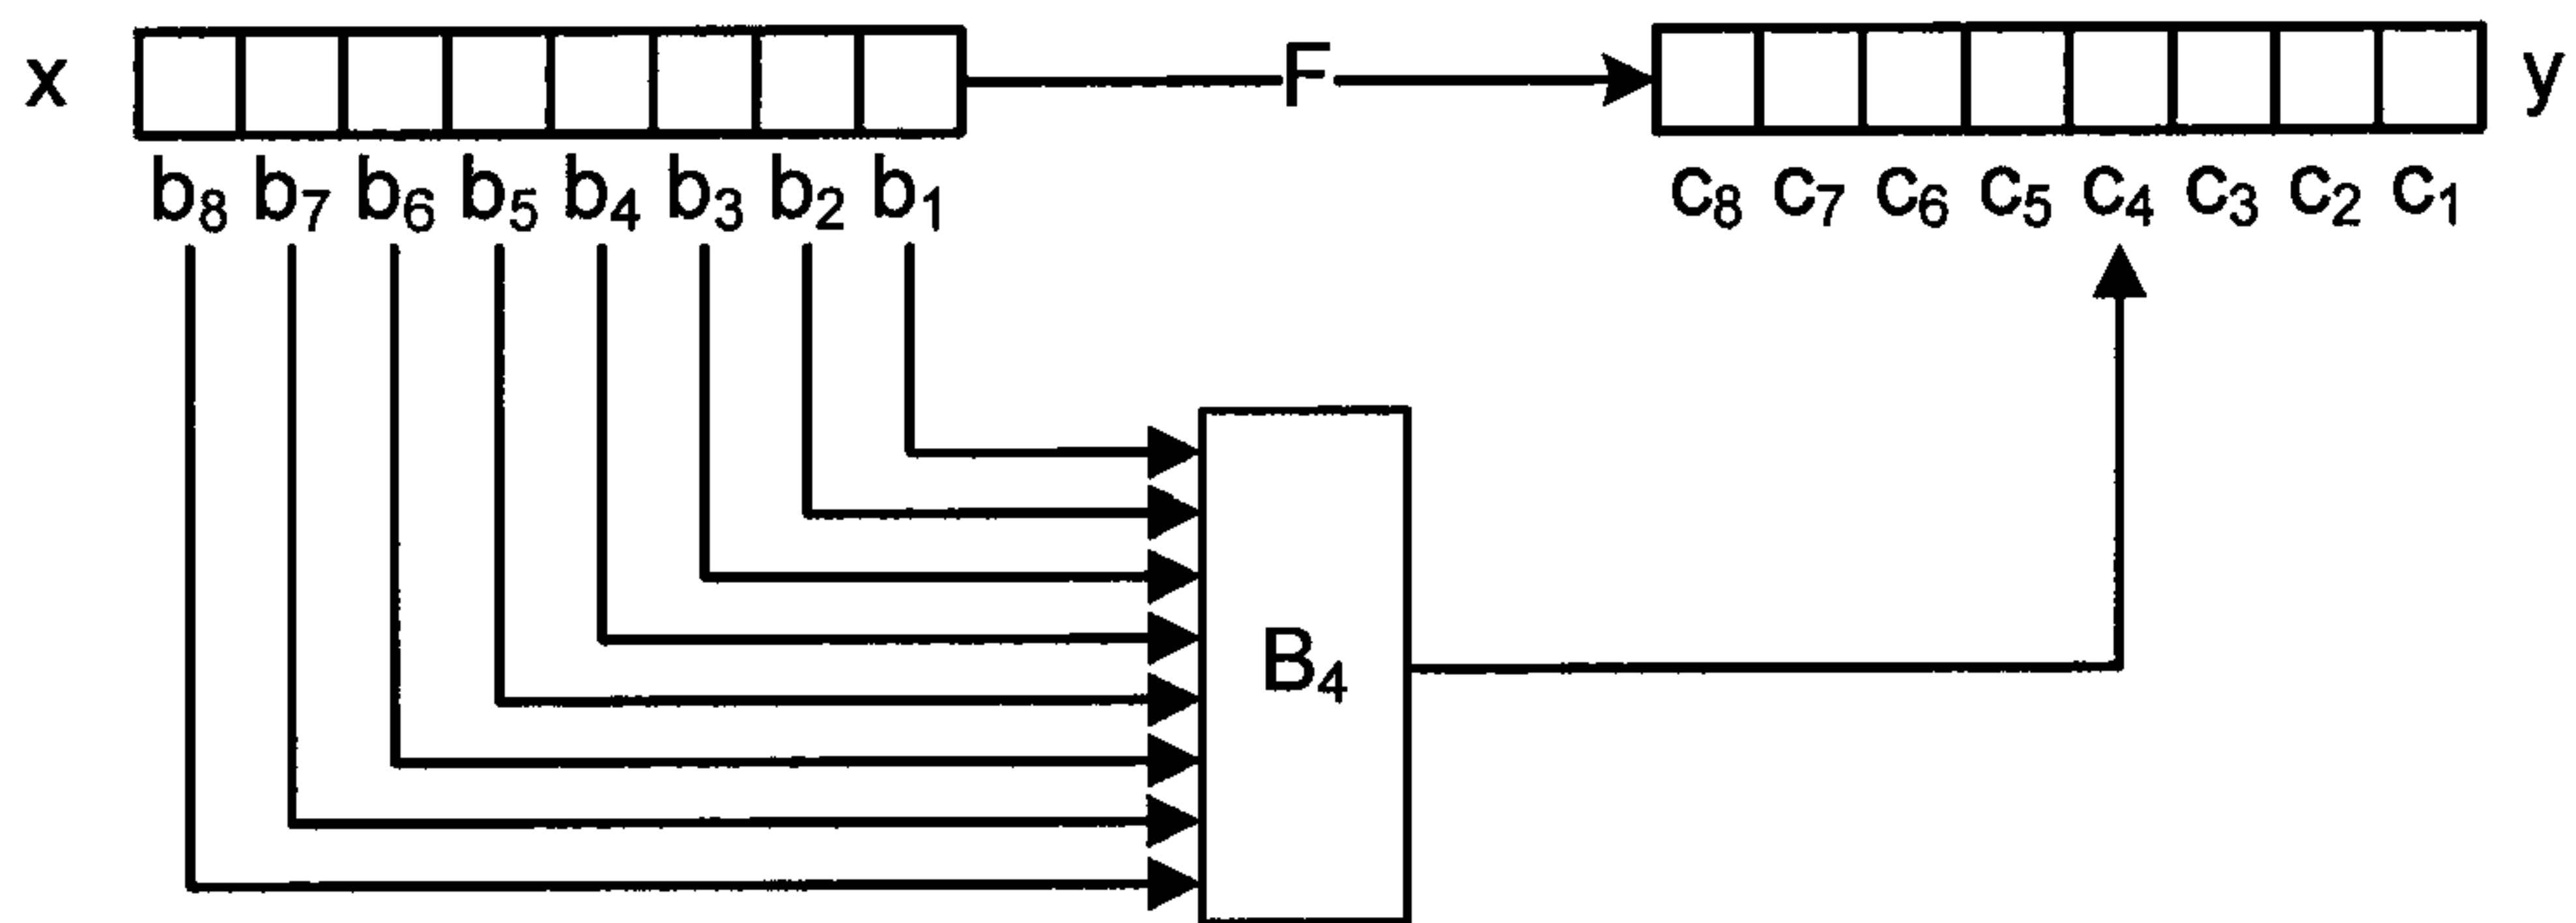 x F y
b₈ b₇ b₆ b₅ b₄ b₃ b₂ b₁ c₈ c₇ c₆ c₅ c₄ c₃ c₂ c₁
B₄